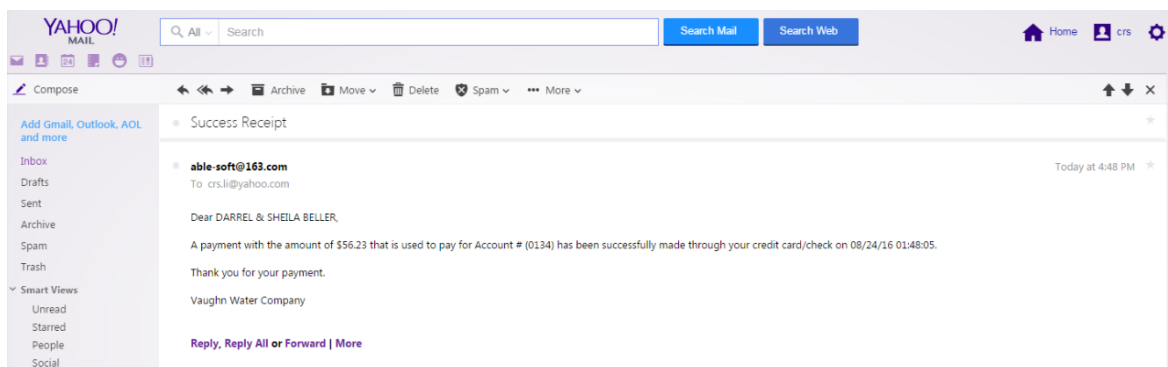 YAHOO!
MAIL
All Search Search Mail Search Web Home crs
24
Compose Archive Move Delete Spam More
Add Gmail, Outlook, AOL
and more
Success Receipt
Inbox
able-soft@163.com Today at 4:48 PM
To crs.li@yahoo.com
Drafts
Sent
Archive
Spam
Trash
Smart Views
Unread
Starred
People
Social
Dear DARREL & SHEILA BELLER,
A payment with the amount of $56.23 that is used to pay for Account # (0134) has been successfully made through your credit card/check on 08/24/16 01:48:05.
Thank you for your payment.
Vaughn Water Company
Reply, Reply All or Forward | More